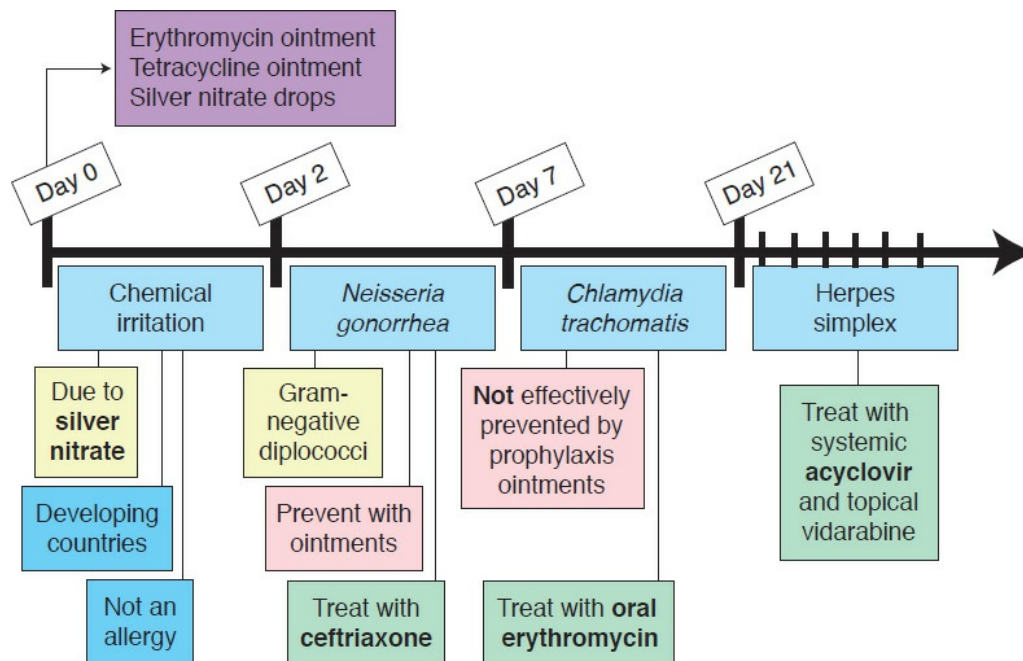 Erythromycin ointment
Tetracycline ointment
Silver nitrate drops
Day 0
Day 2
Day 7
Day 21
Chemical
irritation
Neisseria
gonorrhea
Chlamydia
trachomatis
Herpes
simplex
Due to
silver
nitrate
Developing
countries
Not an
allergy
Gram-
negative
diplococci
Prevent with
ointments
Treat with
ceftriaxone
Not effectively
prevented by
prophylaxis
ointments
Treat with oral
erythromycin
Treat with
systemic
acyclovir
and topical
vidarabine